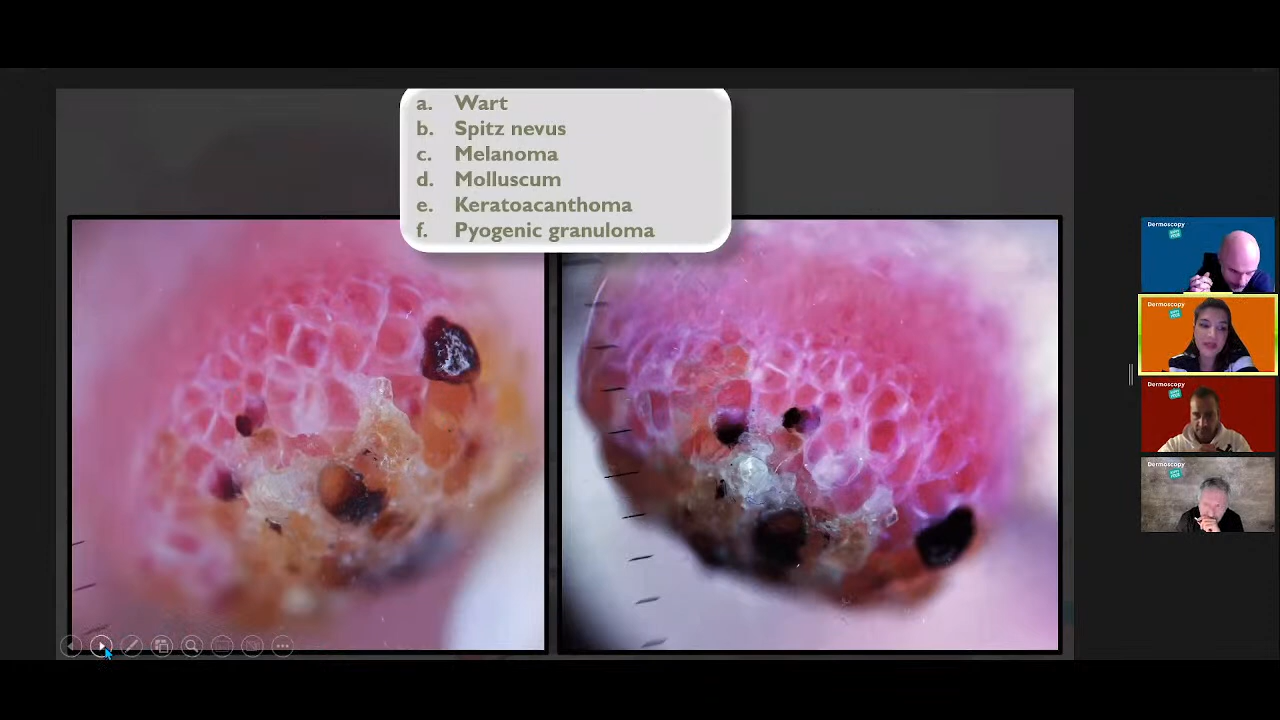 a. Wart
b. Spitz nevus
c. Melanoma
d. Molluscum
e. Keratoacanthoma
f. Pyogenic granuloma
Dermoscopy
Dermoscopy
Dermoscopy
Dermoscopy